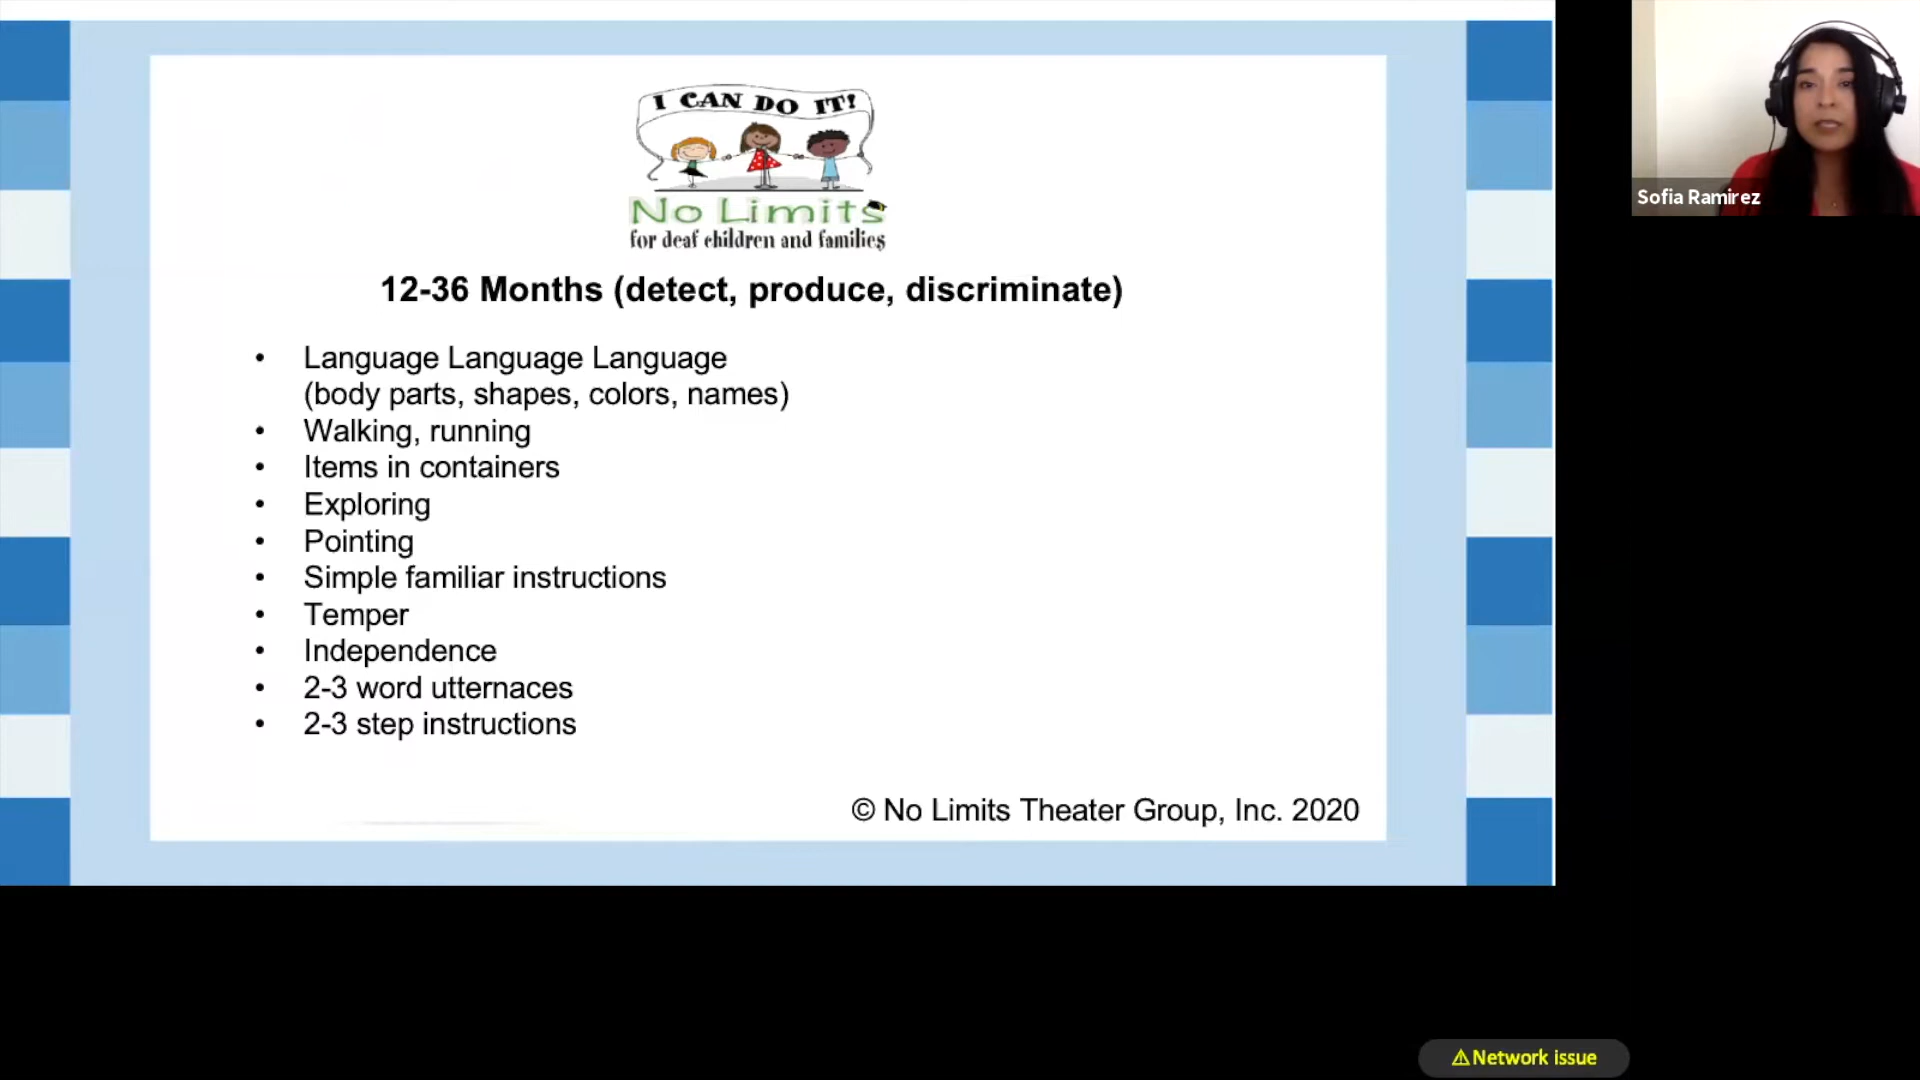 I CAN DO IT!
No Limits
for deaf children and families
12-36 Months (detect, produce, discriminate)
• Language Language Language
(body parts, shapes, colors, names)
• Walking, running
• Items in containers
• Exploring
• Pointing
• Simple familiar instructions
• Temper
• Independence
• 2-3 word utternaces
• 2-3 step instructions
© No Limits Theater Group, Inc. 2020
Sofia Ramirez
⚠Network issue